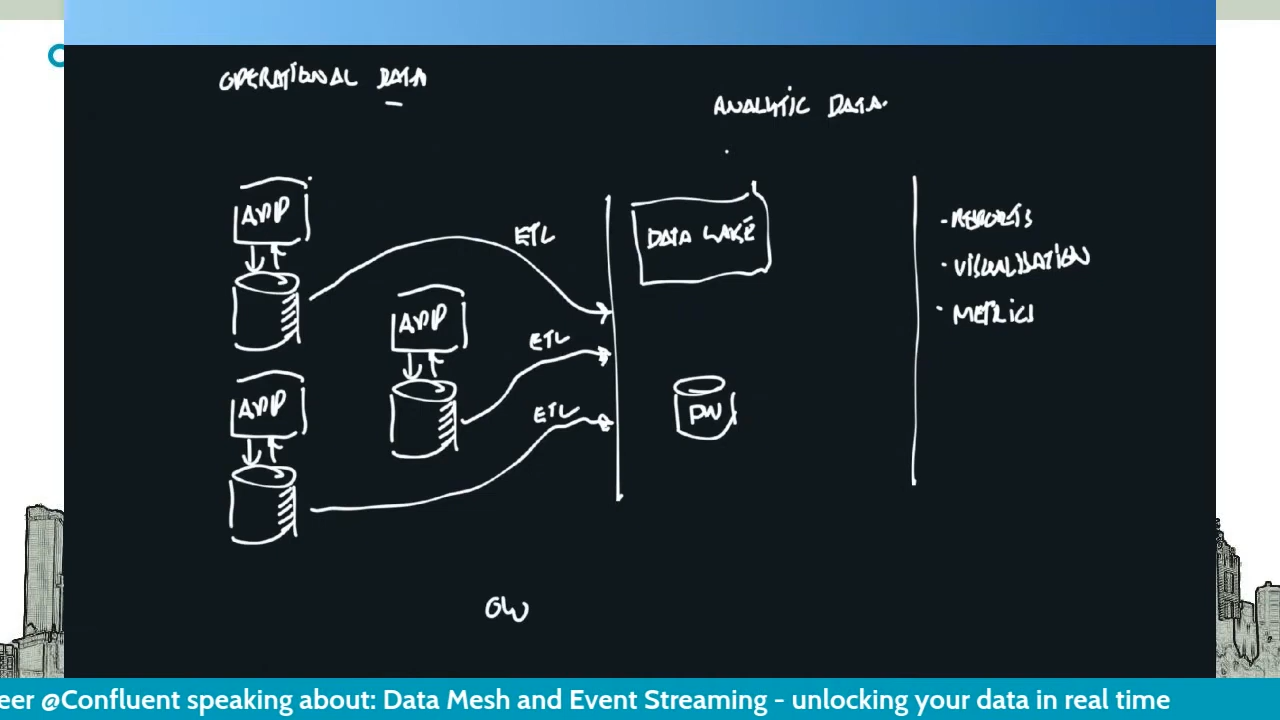 OPERATIONAL DATA
ANALYTIC DATA
APP
ETL
DATA LAKE
- REPORTS
- VISUALISATION
- METRICS
APP
ETL
APP
ETL
DW
OW
eer @Confluent speaking about: Data Mesh and Event Streaming - unlocking your data in real time